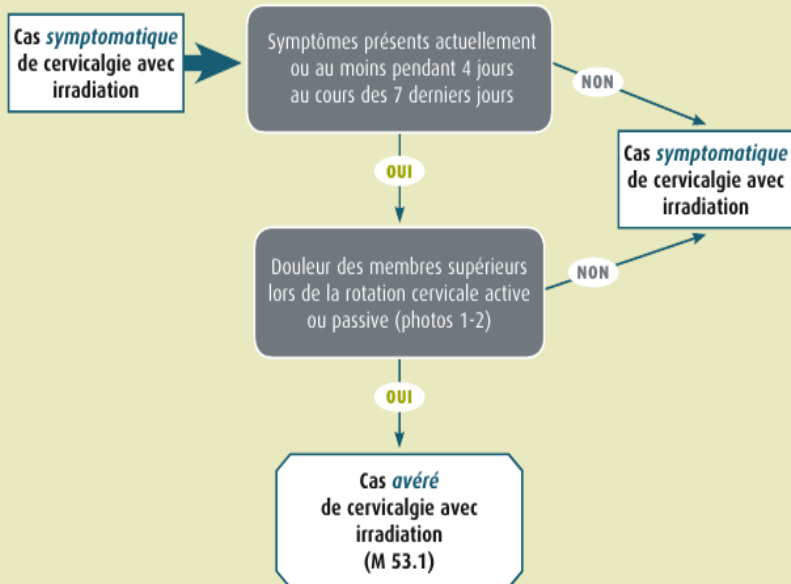 Cas symptomatique
de cervicalgie avec
irradiation
Symptômes présents actuellement
ou au moins pendant 4 jours
au cours des 7 derniers jours
NON
OUI
Cas symptomatique
de cervicalgie avec
irradiation
Douleur des membres supérieurs
lors de la rotation cervicale active
ou passive (photos 1-2)
NON
OUI
Cas avéré
de cervicalgie avec
irradiation
(M 53.1)